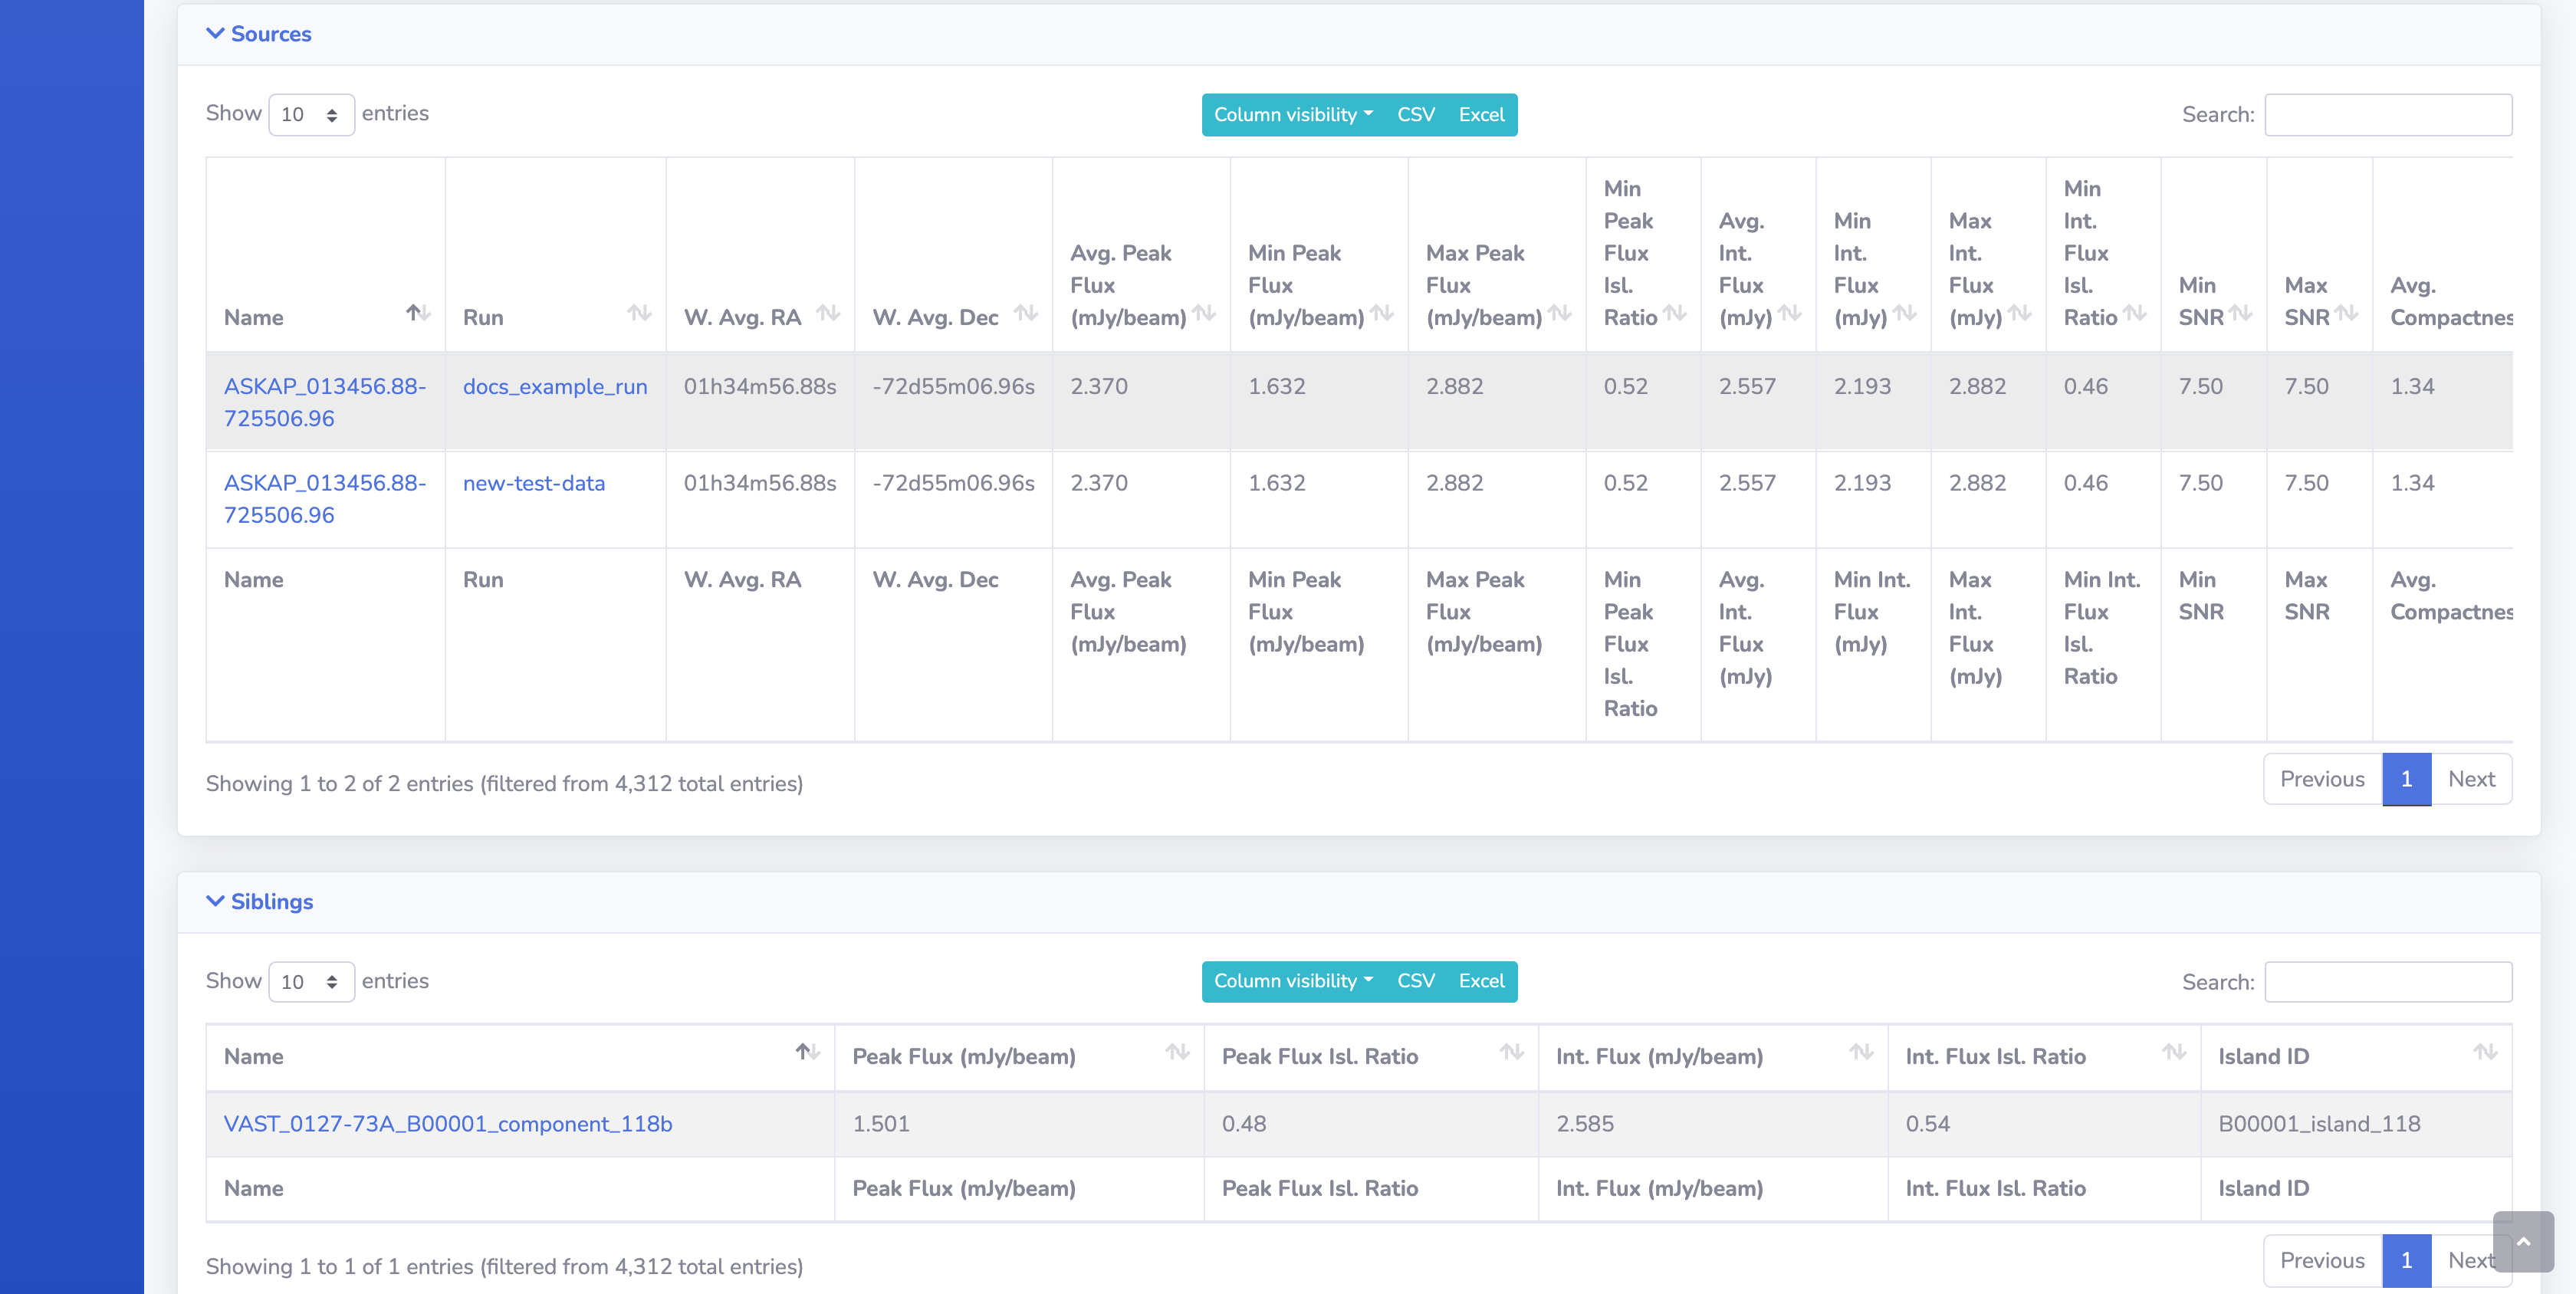 Sources
Show 10 entries
Column visibility CSV Excel
Search:
Name Run W. Avg. RA W. Avg. Dec Avg. Peak Flux (mJy/beam) Min Peak Flux (mJy/beam) Max Peak Flux (mJy/beam) Min Peak Flux Isl. Ratio Avg. Int. Flux (mJy) Min Int. Flux (mJy) Max Int. Flux (mJy) Min Int. Flux Isl. Ratio Min SNR Max SNR Avg. Compactnes
ASKAP_013456.88-725506.96 docs_example_run 01h34m56.88s -72d55m06.96s 2.370 1.632 2.882 0.52 2.557 2.193 2.882 0.46 7.50 7.50 1.34
ASKAP_013456.88-725506.96 new-test-data 01h34m56.88s -72d55m06.96s 2.370 1.632 2.882 0.52 2.557 2.193 2.882 0.46 7.50 7.50 1.34
Name Run W. Avg. RA W. Avg. Dec Avg. Peak Flux (mJy/beam) Min Peak Flux (mJy/beam) Max Peak Flux (mJy/beam) Min Peak Flux Isl. Ratio Avg. Int. Flux (mJy) Min Int. Flux (mJy) Max Int. Flux (mJy) Min Int. Flux Isl. Ratio Min SNR Max SNR Avg. Compactnes
Showing 1 to 2 of 2 entries (filtered from 4,312 total entries)
Previous 1 Next
Siblings
Show 10 entries
Column visibility CSV Excel
Search:
Name Peak Flux (mJy/beam) Peak Flux Isl. Ratio Int. Flux (mJy/beam) Int. Flux Isl. Ratio Island ID
VAST_0127-73A_B00001_component_118b 1.501 0.48 2.585 0.54 B00001_island_118
Name Peak Flux (mJy/beam) Peak Flux Isl. Ratio Int. Flux (mJy/beam) Int. Flux Isl. Ratio Island ID
Showing 1 to 1 of 1 entries (filtered from 4,312 total entries)
Previous 1 Next